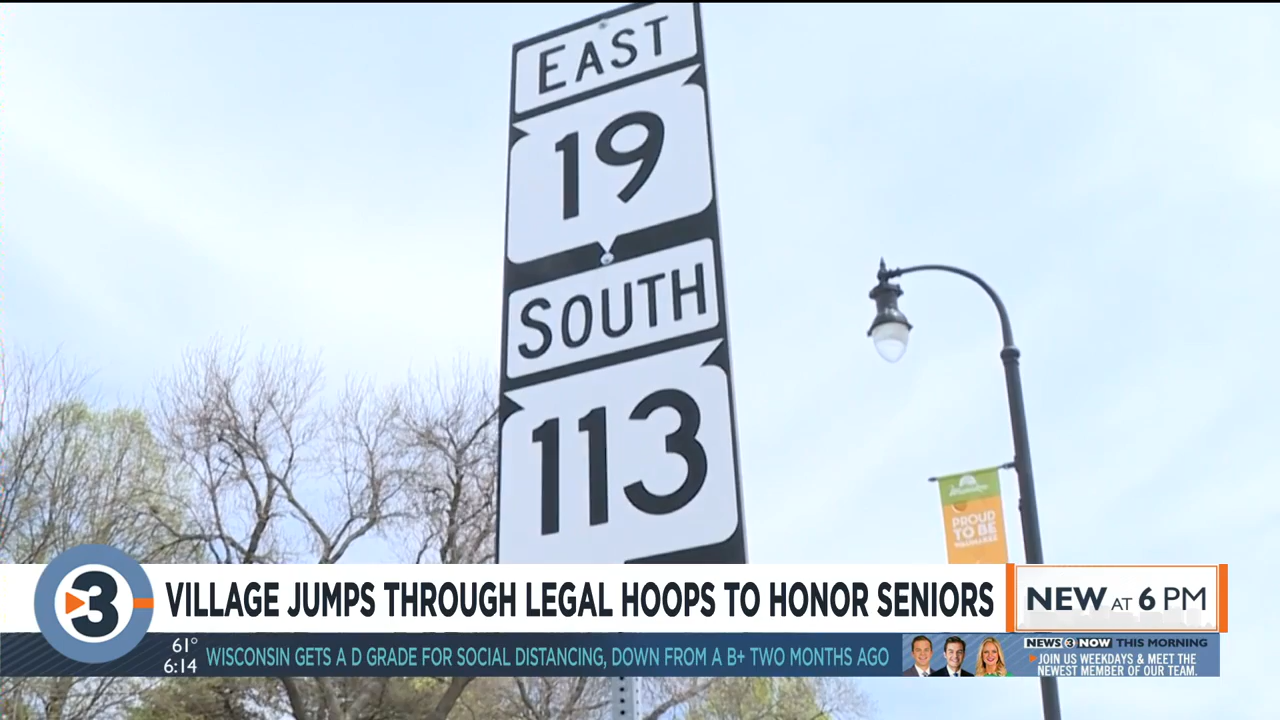 EAST
19
SOUTH
113
PROUD
TO BE
3
VILLAGE JUMPS THROUGH LEGAL HOOPS TO HONOR SENIORS
NEW AT 6 PM
61°
6:14
WISCONSIN GETS A D GRADE FOR SOCIAL DISTANCING, DOWN FROM A B+ TWO MONTHS AGO
NEWS 3 NOW THIS MORNING
JOIN US WEEKDAYS & MEET THE
NEWEST MEMBER OF OUR TEAM.